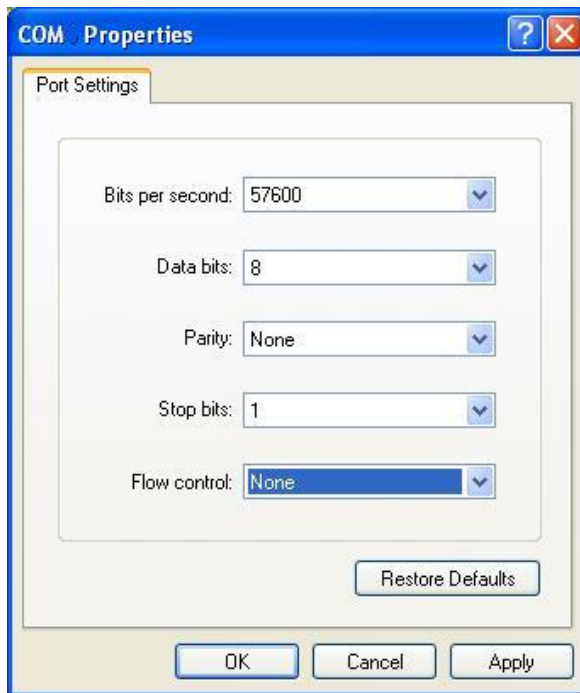 COM Properties
Port Settings
Bits per second: 57600
Data bits: 8
Parity: None
Stop bits: 1
Flow control: None
Restore Defaults
OK Cancel Apply